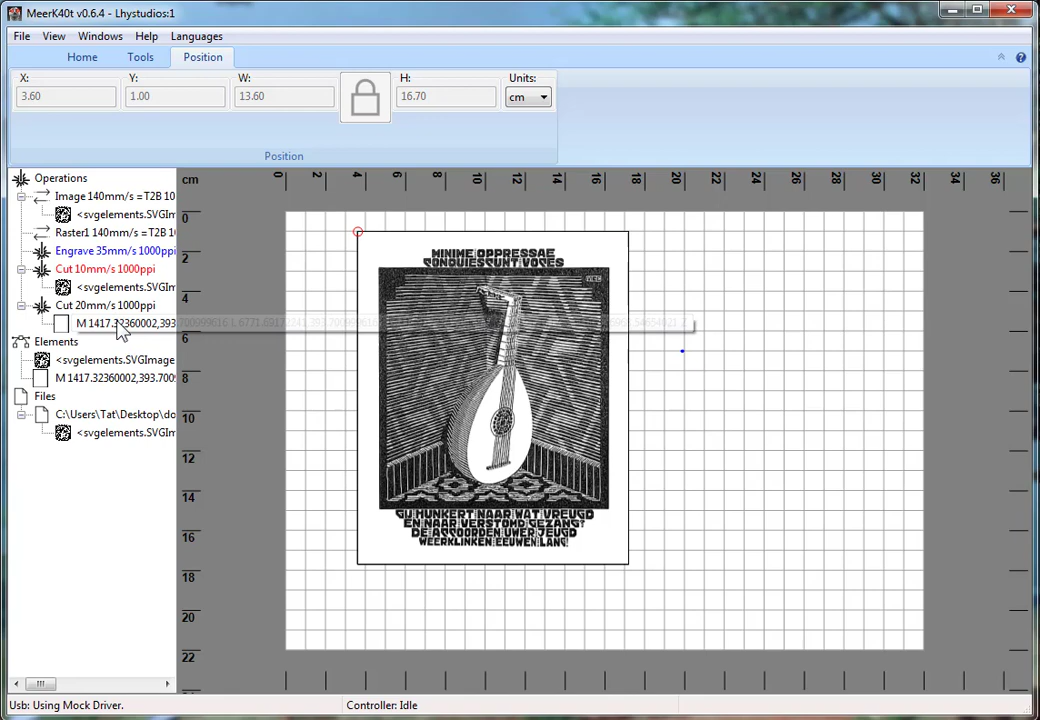 MeerK40t v0.6.4 - Lhystudios:1
File View Windows Help Languages
Home Tools Position
X: Y: W: H: Units:
3.60 1.00 13.60 16.70 cm
Position
Operations
Image 140mm/s =T2B 10
<svgelements.SVGIm
Raster1 140mm/s =T2B 1
Engrave 35mm/s 1000ppi
Cut 10mm/s 1000ppi
<svgelements.SVGIm
Cut 20mm/s 1000ppi
M 1417.32360002,393
Elements
<svgelements.SVGImage
M 1417.32360002,393.7009
Files
C:\Users\Tat\Desktop\do
<svgelements.SVGIm
cm
0 2 4 6 8 10 12 14 16 18 20 22 24 26 28 30 32 34 36
0
2
4
6
8
10
12
14
16
18
20
22
MINIME OPPRESSAE
CONQUIESCUNT VOCES
GIJ MUNKERT NAAR WAT VREUGD
EN NAAR VERSTOMD GEZANG?
DE ACCOORDEN UWER JEUGD
WEERKLINKEN EEUWEN LANG!
Usb: Using Mock Driver. Controller: Idle